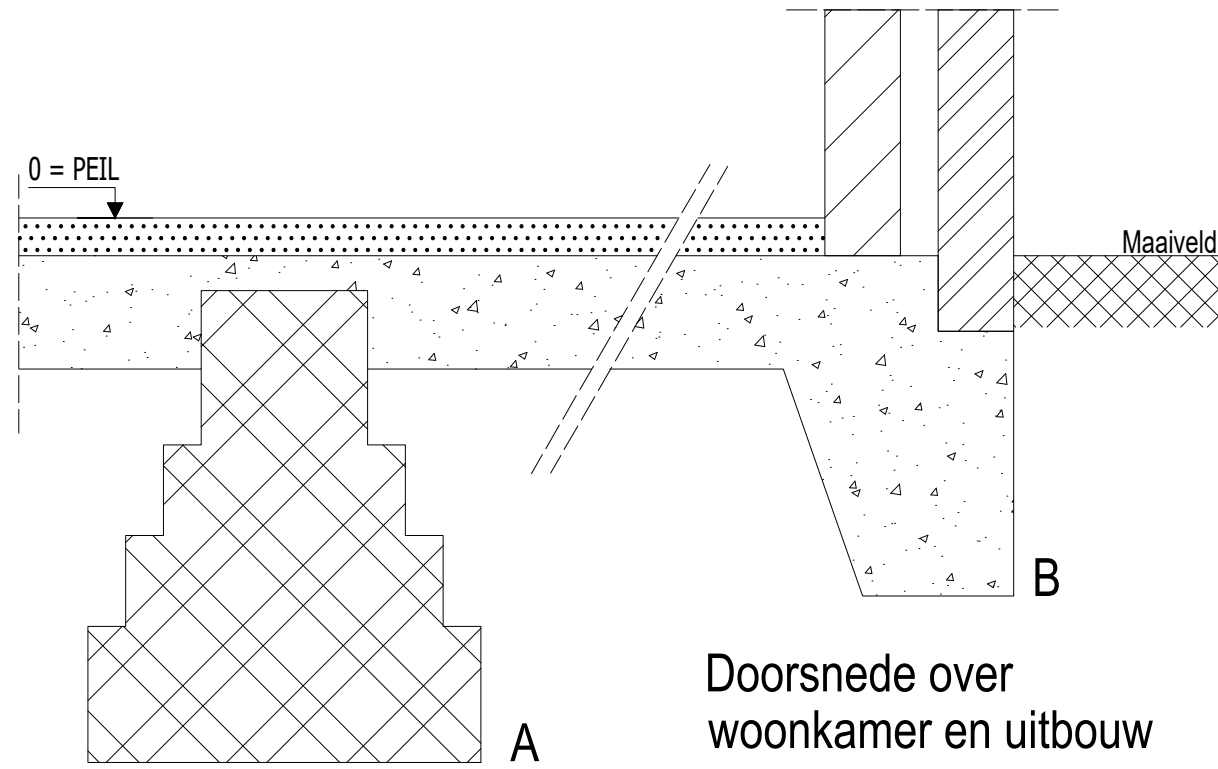 0 = PEIL
Maaiveld
B
A
Doorsnede over
woonkamer en uitbouw